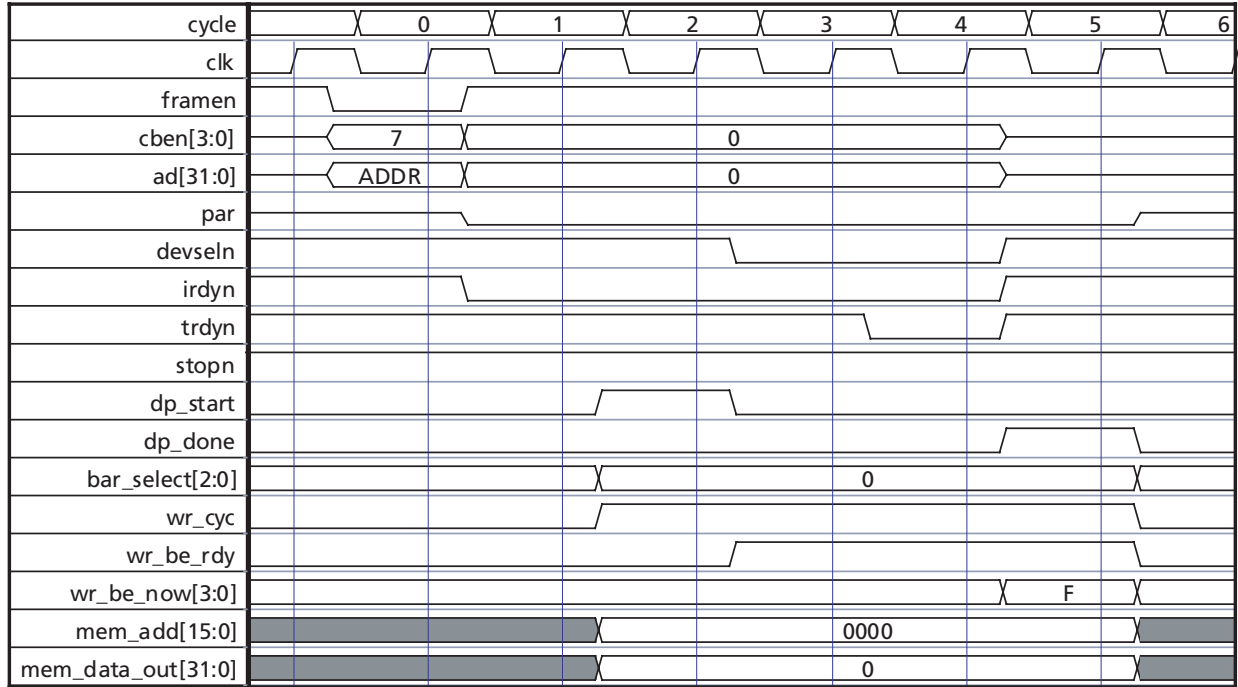 cycle 0 1 2 3 4 5 6
clk
framen
cben[3:0] 7 0
ad[31:0] ADDR 0
par
devseln
irdyn
trdyn
stopn
dp_start
dp_done
bar_select[2:0] 0
wr_cyc
wr_be_rdy
wr_be_now[3:0] F
mem_add[15:0] 0000
mem_data_out[31:0] 0